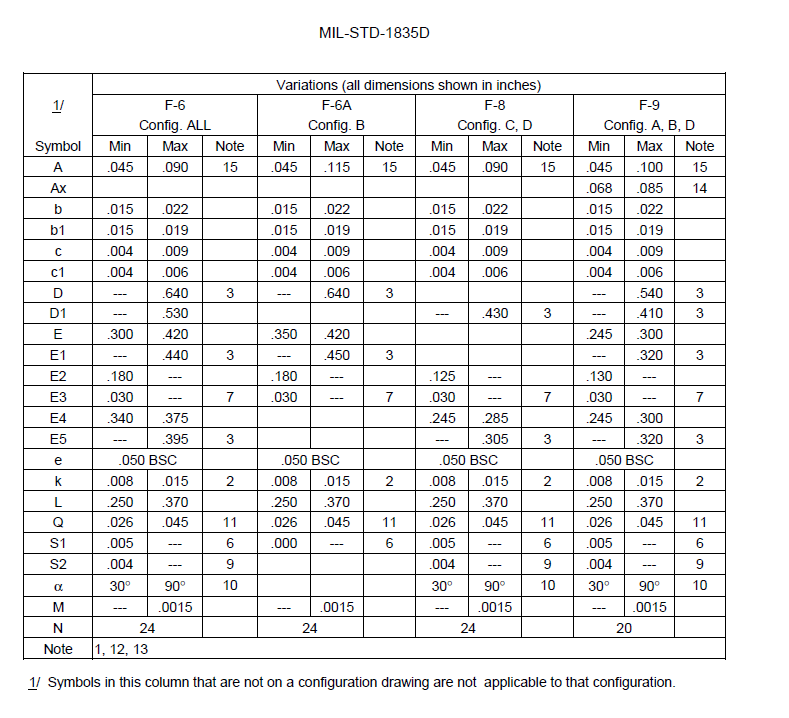 MIL-STD-1835D
Variations (all dimensions shown in inches)
1/ F-6 F-6A F-8 F-9
Config. ALL Config. B Config. C, D Config. A, B, D
Symbol Min Max Note Min Max Note Min Max Note Min Max Note
A .045 .090 15 .045 .115 15 .045 .090 15 .045 .100 15
Ax .068 .085 14
b .015 .022 .015 .022 .015 .022 .015 .022
b1 .015 .019 .015 .019 .015 .019 .015 .019
c .004 .009 .004 .009 .004 .009 .004 .009
c1 .004 .006 .004 .006 .004 .006 .004 .006
D --- .640 3 --- .640 3 --- .540 3
D1 --- .530 --- .430 3 --- .410 3
E .300 .420 .350 .420 .245 .300
E1 --- .440 3 --- .450 3 --- .320 3
E2 .180 --- .180 --- .125 --- .130 ---
E3 .030 --- 7 .030 --- 7 .030 --- 7 .030 --- 7
E4 .340 .375 .245 .285 .245 .300
E5 --- .395 3 --- .305 3 --- .320 3
e .050 BSC .050 BSC .050 BSC .050 BSC
k .008 .015 2 .008 .015 2 .008 .015 2 .008 .015 2
L .250 .370 .250 .370 .250 .370 .250 .370
Q .026 .045 11 .026 .045 11 .026 .045 11 .026 .045 11
S1 .005 --- 6 .000 --- 6 .005 --- 6 .005 --- 6
S2 .004 --- 9 .004 --- 9 .004 --- 9
α 30° 90° 10 30° 90° 10 30° 90° 10
M --- .0015 --- .0015 --- .0015 --- .0015
N 24 24 24 20
Note 1, 12, 13
1/ Symbols in this column that are not on a configuration drawing are not applicable to that configuration.